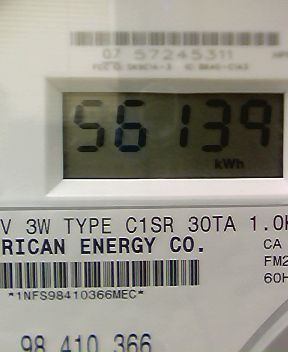 07 57245311
56139
kWh
V 3W TYPE C1SR 30TA 1.0K
RICAN ENERGY CO.
CA
FM2
60H
*1NFS98410366MEC*
98 410 366